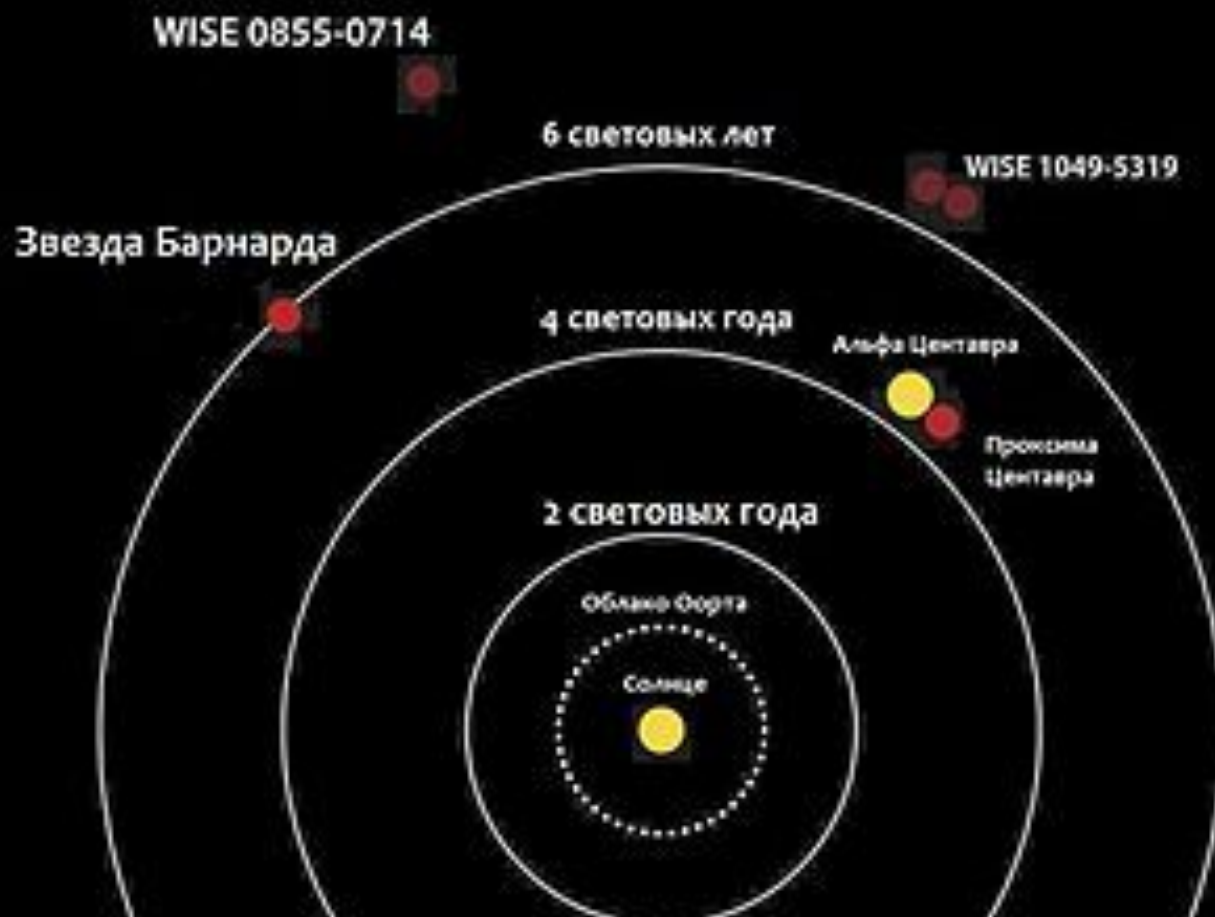 WISE 0855-0714
6 световых лет
WISE 1049-5319
Звезда Барнарда
4 световых года
Альфа Центавра
Проксима
Центавра
2 световых года
Облако Оорта
Солнце